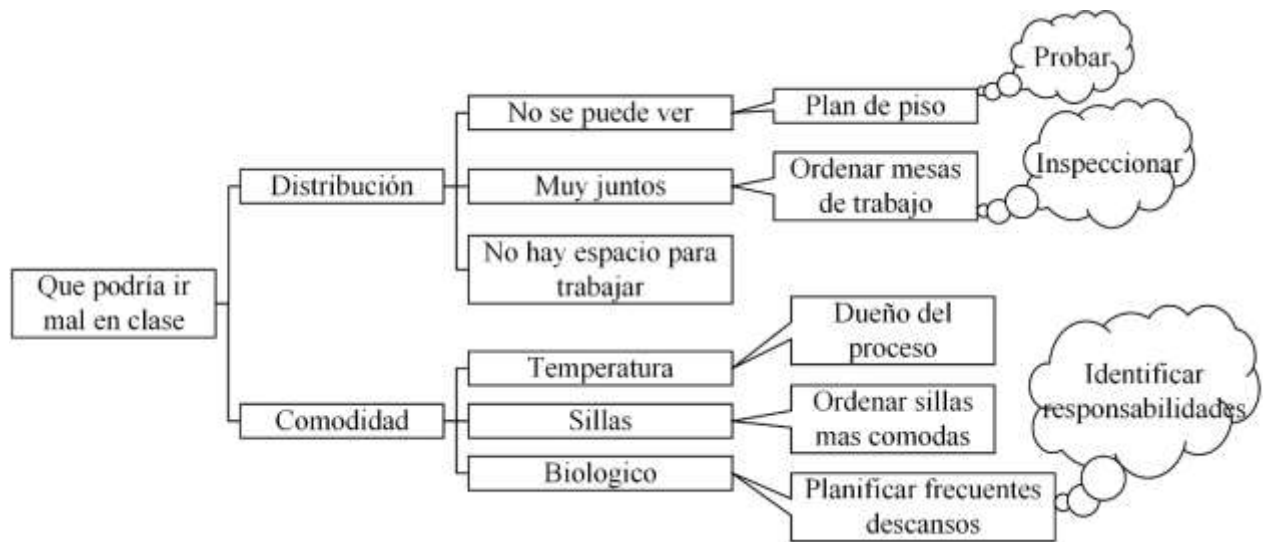 Probar
No se puede ver
Plan de piso
Inspeccionar
Distribución
Muy juntos
Ordenar mesas
de trabajo
No hay espacio para
trabajar
Que podría ir
mal en clase
Dueño del
proceso
Temperatura
Identificar
responsabilidades
Comodidad
Sillas
Ordenar sillas
mas comodas
Biologico
Planificar frecuentes
descansos